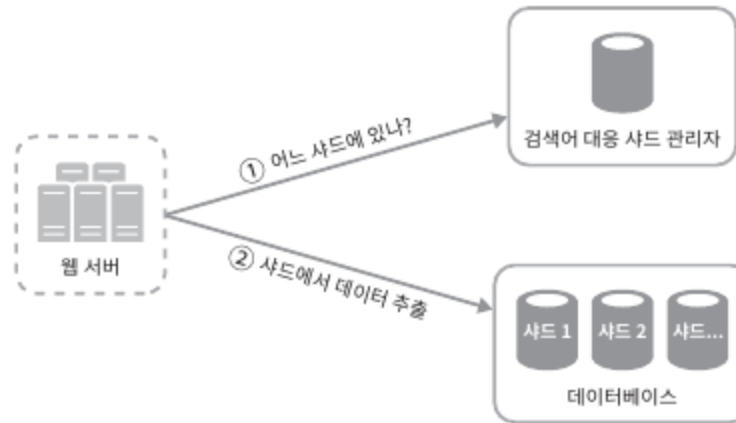 ① 어느 샤드에 있나?
검색어 대응 샤드 관리자
웹 서버
② 샤드에서 데이터 추출
샤드 1
샤드 2
샤드...
데이터베이스